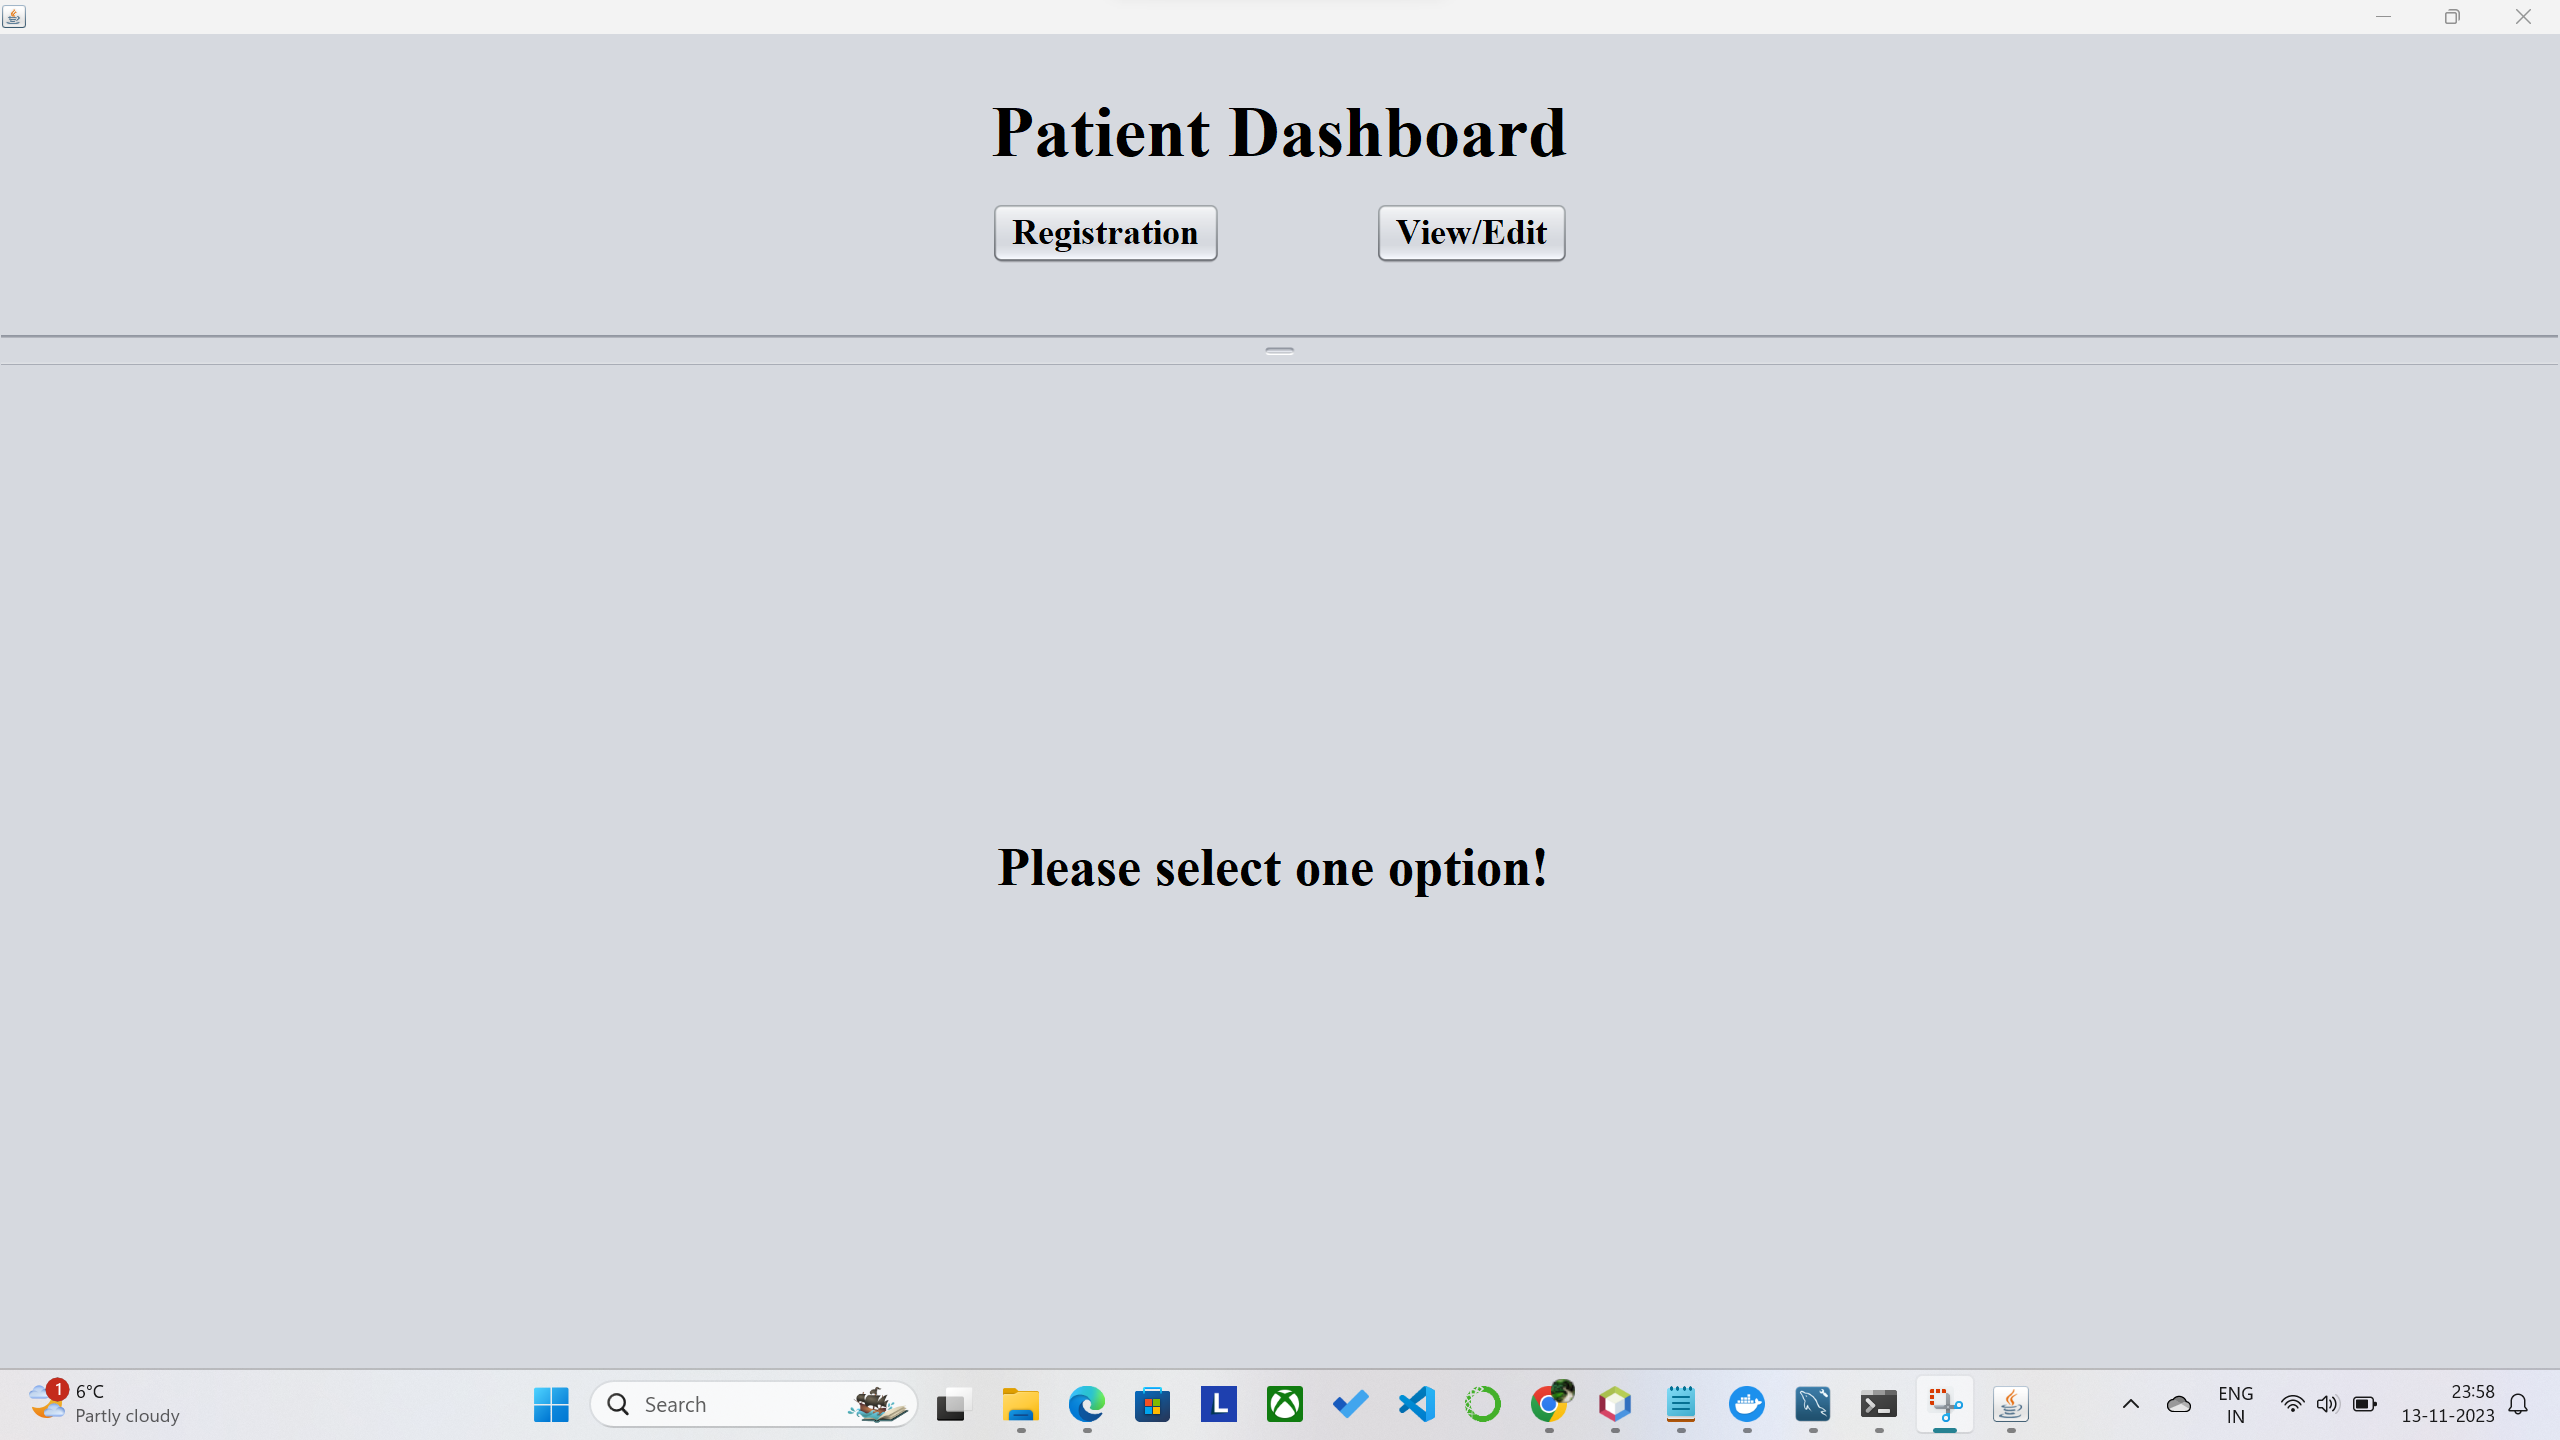 Patient Dashboard
Registration
View/Edit
Please select one option!
1
6°C
Partly cloudy
Search
L
ENG
IN
23:58
13-11-2023